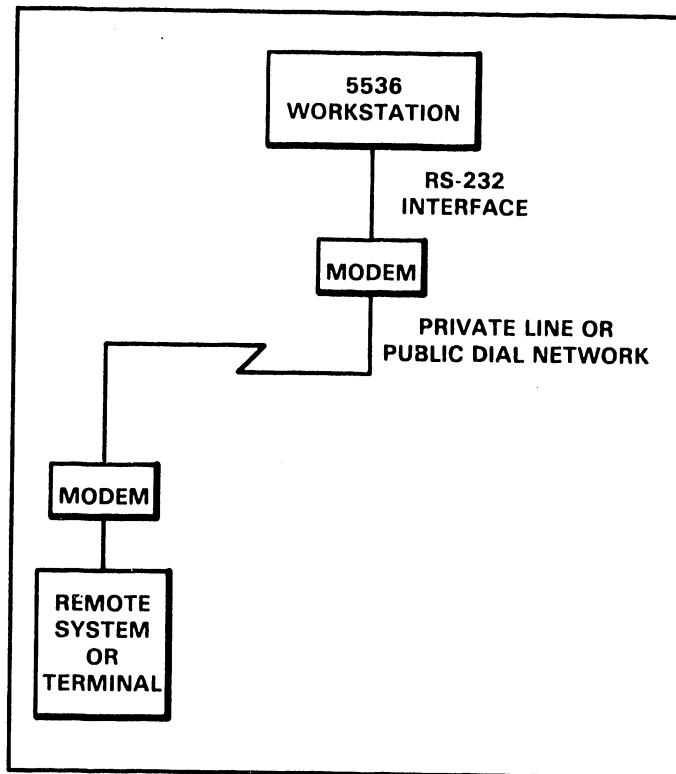 5536
WORKSTATION
RS-232
INTERFACE
MODEM
PRIVATE LINE OR
PUBLIC DIAL NETWORK
MODEM
REMOTE
SYSTEM
OR
TERMINAL